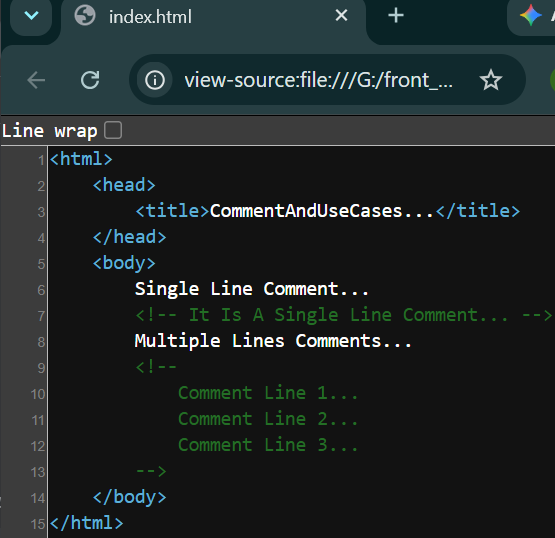 index.html
A
view-source:file:///G:/front_...
Line wrap
1 <html>
2     <head>
3         <title>CommentAndUseCases...</title>
4     </head>
5     <body>
6         Single Line Comment...
7         <!-- It Is A Single Line Comment... -->
8         Multiple Lines Comments...
9         <!--
10             Comment Line 1...
11             Comment Line 2...
12             Comment Line 3...
13         -->
14     </body>
15 </html>